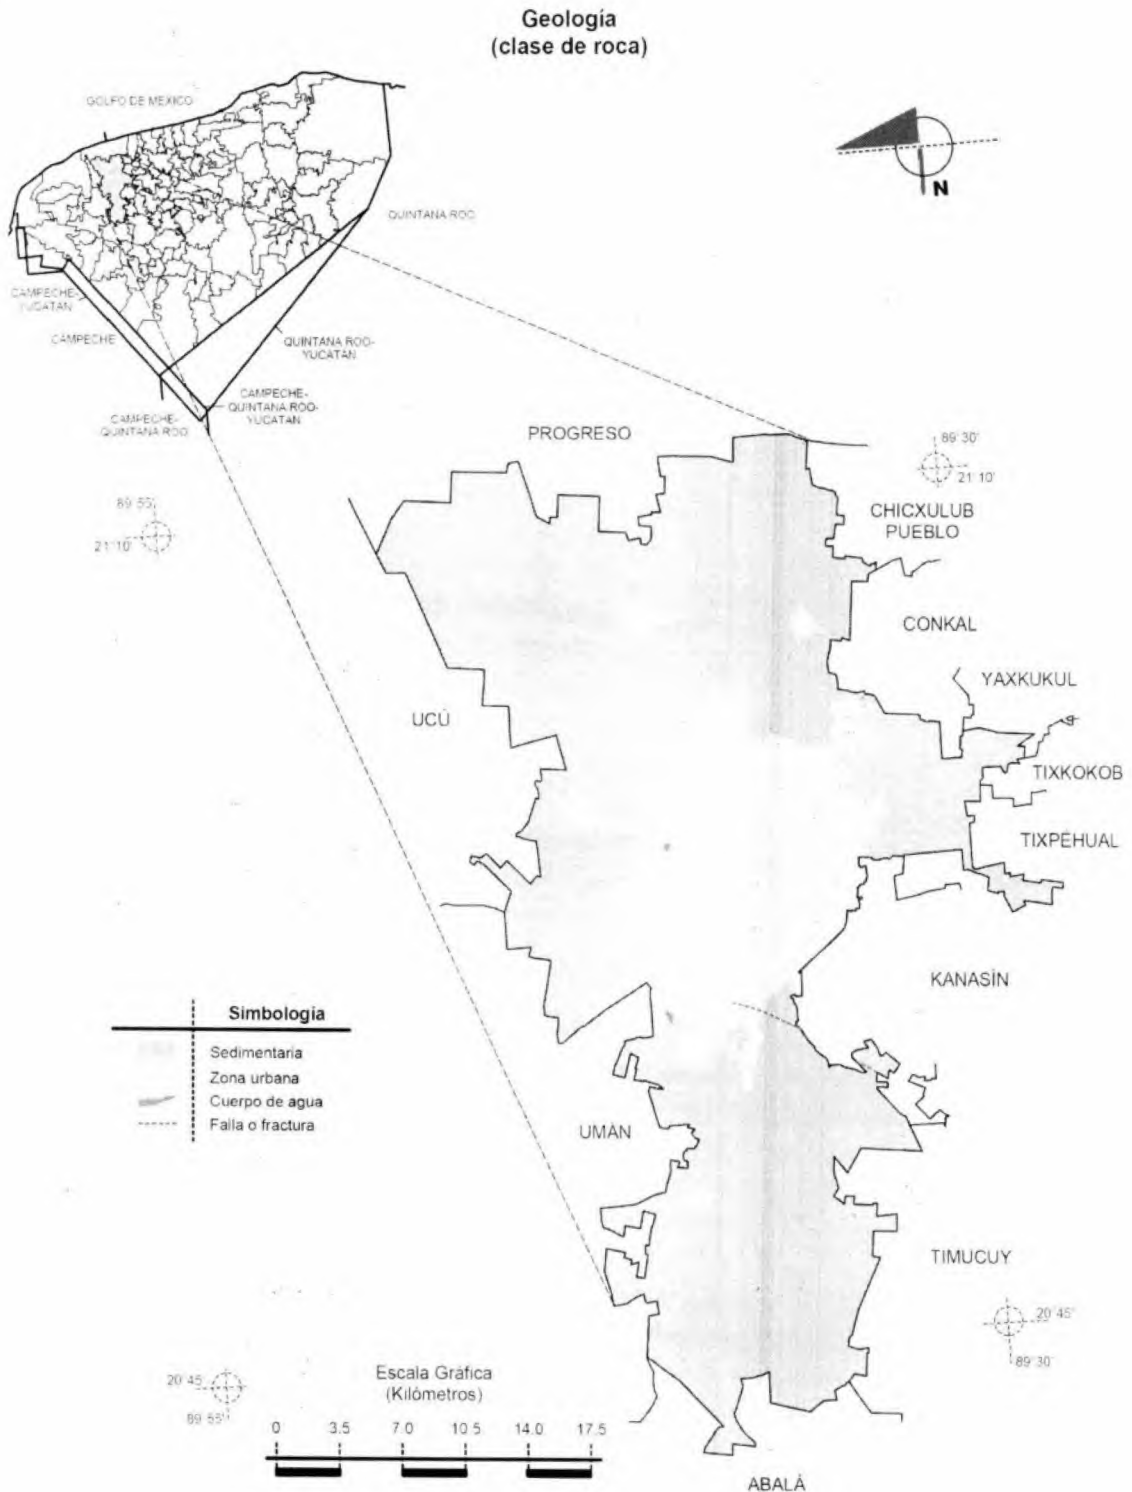 Geología
(clase de roca)
GOLFO DE MEXICO
N
QUINTANA ROO
CAMPECHE-
YUCATAN
CAMPECHE
QUINTANA ROO-
YUCATAN
CAMPECHE-
QUINTANA ROO-
YUCATAN
CAMPECHE-
QUINTANA ROO
PROGRESO
89°30'
21°10'
89°55'
21°10'
CHICXULUB
PUEBLO
CONKAL
YAXKUKUL
UCÚ
TIXKOKOB
TIXPÉHUAL
KANASÍN
Simbología
Sedimentaria
Zona urbana
Cuerpo de agua
Falla o fractura
UMÁN
TIMUCUY
20°45'
89°30'
20°45'
89°55'
Escala Gráfica
(Kilómetros)
0 3.5 7.0 10.5 14.0 17.5
ABALÁ